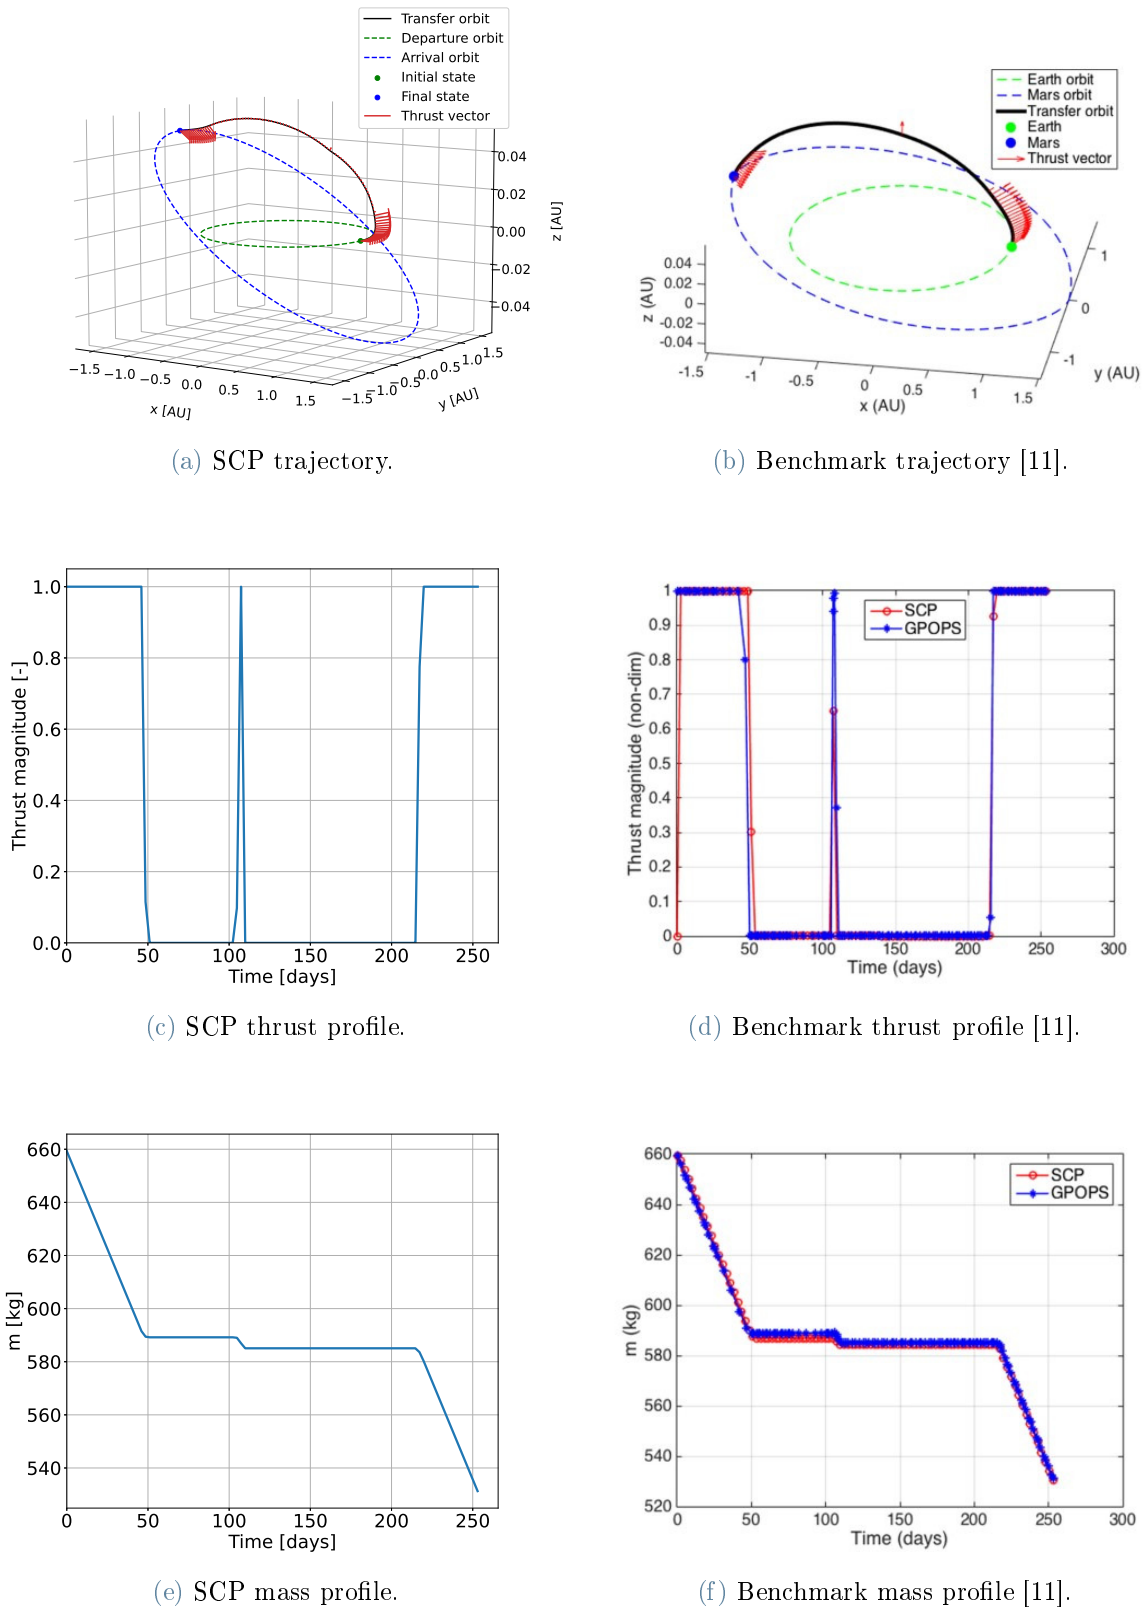 Transfer orbit
Departure orbit
Arrival orbit
Initial state
Final state
Thrust vector
0.04
0.02
0.00
−0.02
−0.04
z [AU]
−1.5 −1.0 −0.5 0.0 0.5 1.0 1.5
x [AU]
−1.5 −1.0 −0.5 0.0 0.5 1.0 1.5
y [AU]
(a) SCP trajectory.
Earth orbit
Mars orbit
Transfer orbit
Earth
Mars
Thrust vector
0.04
0.02
0
-0.02
-0.04
z (AU)
-1.5 -1 -0.5 0 0.5 1 1.5
x (AU)
1
0
-1
y (AU)
(b) Benchmark trajectory [11].
1.0
0.8
0.6
0.4
0.2
0.0
Thrust magnitude [-]
0 50 100 150 200 250
Time [days]
(c) SCP thrust profile.
SCP
GPOPS
1
0.9
0.8
0.7
0.6
0.5
0.4
0.3
0.2
0.1
0
Thrust magnitude (non-dim)
0 50 100 150 200 250 300
Time (days)
(d) Benchmark thrust profile [11].
660
640
620
600
580
560
540
m [kg]
0 50 100 150 200 250
Time [days]
(e) SCP mass profile.
SCP
GPOPS
660
640
620
600
580
560
540
520
m (kg)
0 50 100 150 200 250 300
Time (days)
(f) Benchmark mass profile [11].